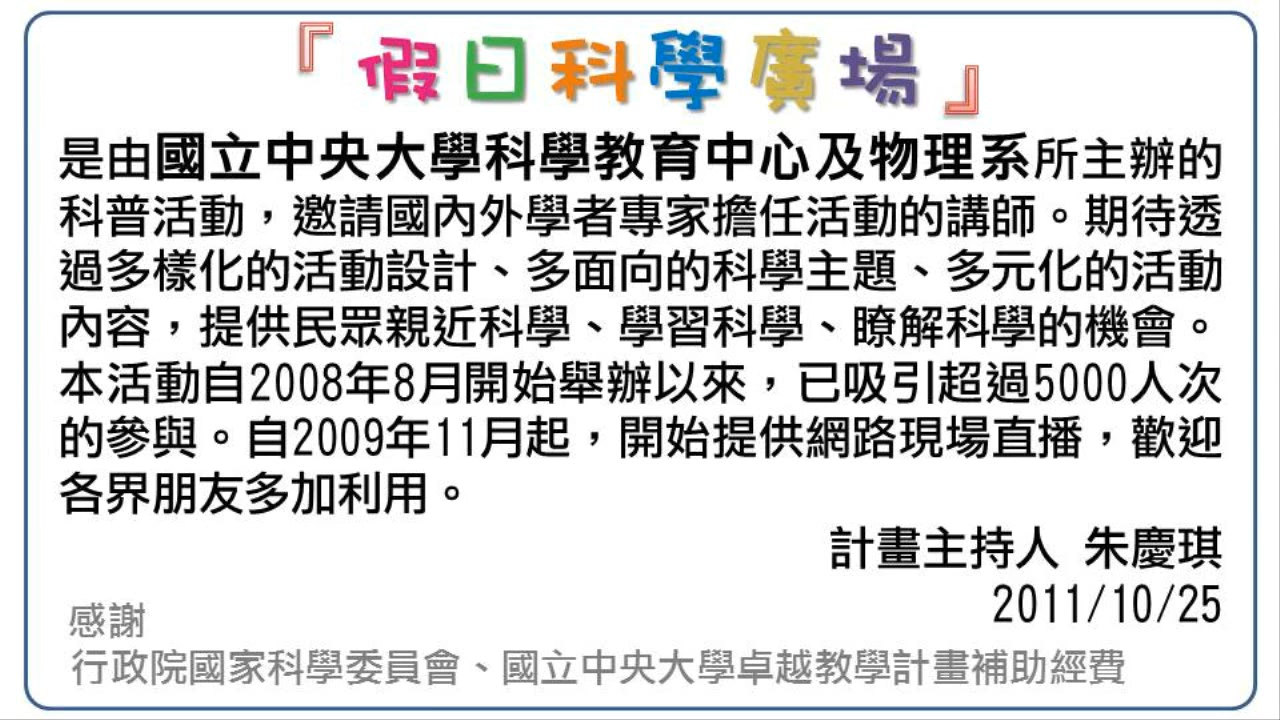 『假日科學廣場』
是由國立中央大學科學教育中心及物理系所主辦的
科普活動，邀請國內外學者專家擔任活動的講師。期待透
過多樣化的活動設計、多面向的科學主題、多元化的活動
內容，提供民眾親近科學、學習科學、瞭解科學的機會。
本活動自2008年8月開始舉辦以來，已吸引超過5000人次
的參與。自2009年11月起，開始提供網路現場直播，歡迎
各界朋友多加利用。
計畫主持人 朱慶琪
2011/10/25
感謝
行政院國家科學委員會、國立中央大學卓越教學計畫補助經費